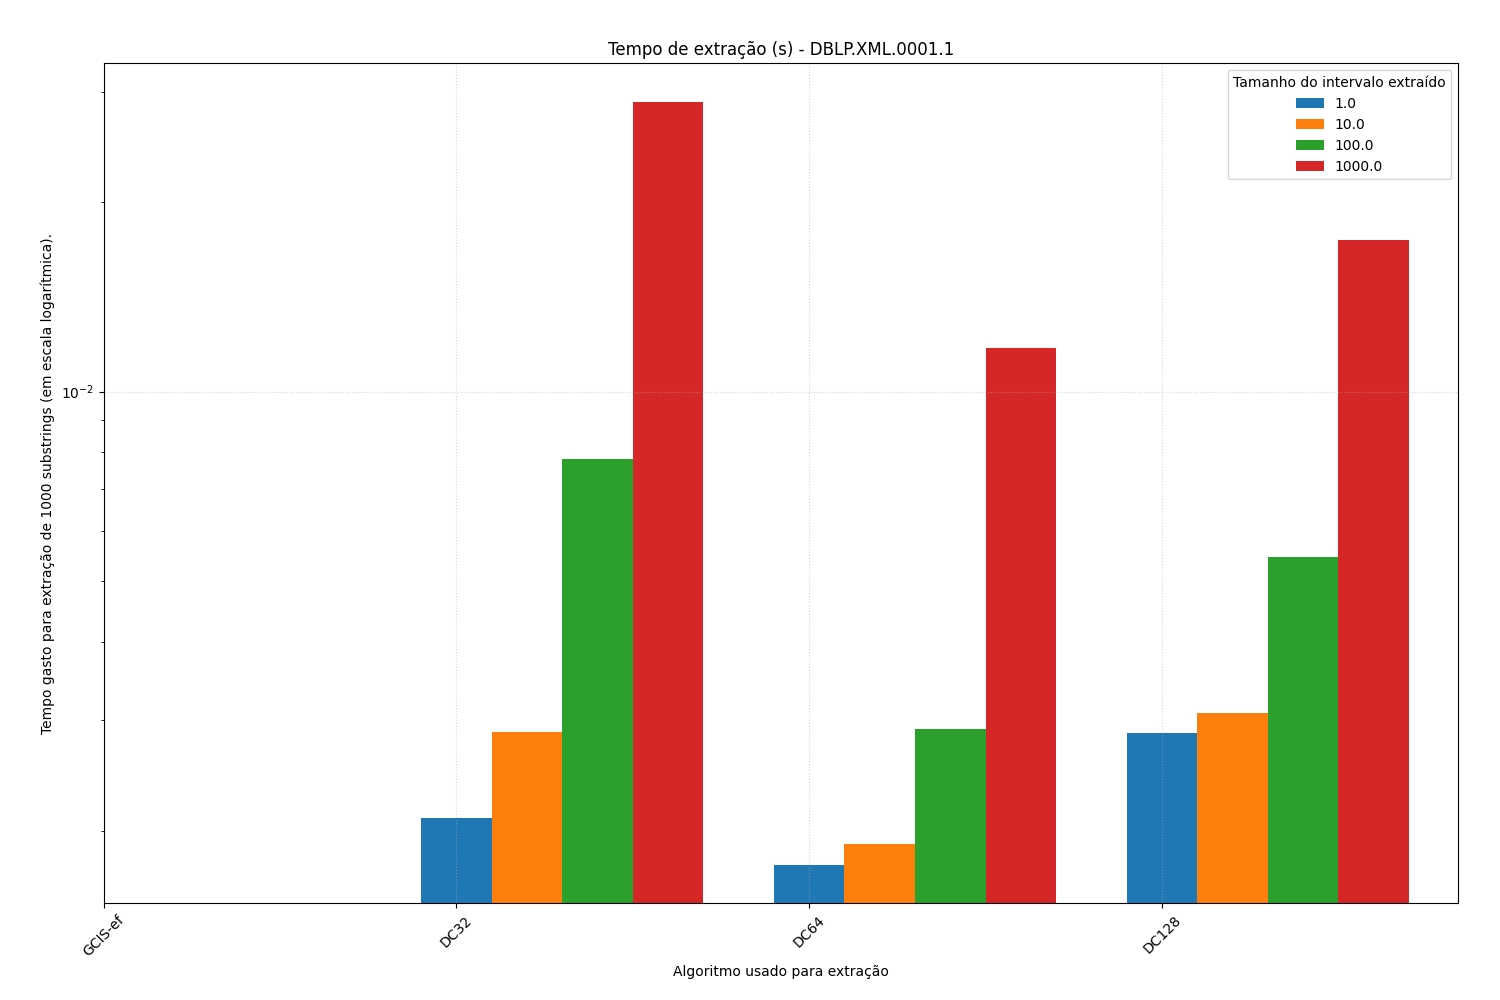 Tempo de extração (s) - DBLP.XML.0001.1
Tamanho do intervalo extraído
1.0
10.0
100.0
1000.0
Tempo gasto para extração de 1000 substrings (em escala logarítmica).
10⁻²
GCIS-ef
DC32
DC64
DC128
Algoritmo usado para extração